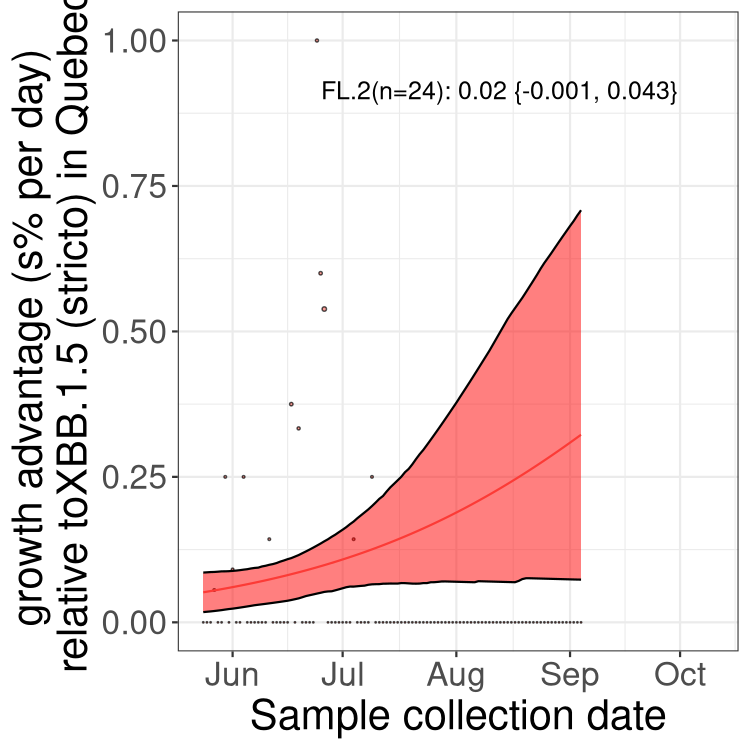 growth advantage (s% per day)
relative toXBB.1.5 (stricto) in Quebec
1.00
0.75
0.50
0.25
0.00
FL.2(n=24): 0.02 {-0.001, 0.043}
Jun Jul Aug Sep Oct
Sample collection date